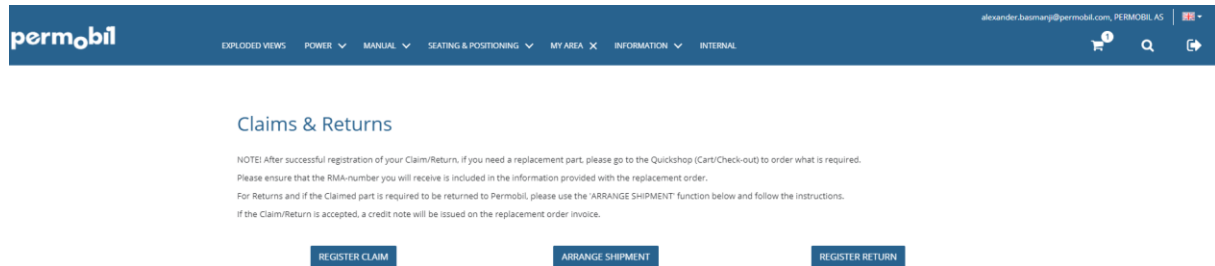 alexander.basmanji@permobil.com, PERMOBIL AS
permobil
EXPLODED VIEWS POWER MANUAL SEATING & POSITIONING MY AREA INFORMATION INTERNAL
1
Claims & Returns
NOTE! After successful registration of your Claim/Return, if you need a replacement part, please go to the Quickshop (Cart/Check-out) to order what is required.
Please ensure that the RMA-number you will receive is included in the information provided with the replacement order.
For Returns and if the Claimed part is required to be returned to Permobil, please use the 'ARRANGE SHIPMENT' function below and follow the instructions.
If the Claim/Return is accepted, a credit note will be issued on the replacement order invoice.
REGISTER CLAIM ARRANGE SHIPMENT REGISTER RETURN